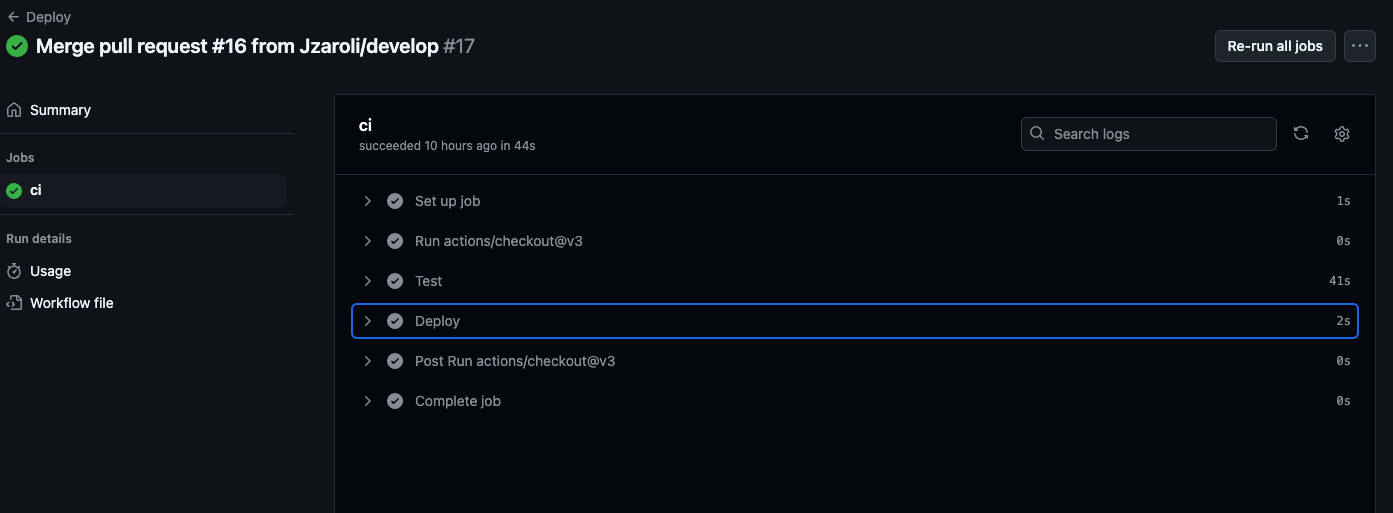 Deploy
Merge pull request #16 from Jzaroli/develop #17
Re-run all jobs
Summary
Jobs
ci
Run details
Usage
Workflow file
ci
succeeded 10 hours ago in 44s
Search logs
Set up job 1s
Run actions/checkout@v3 0s
Test 41s
Deploy 2s
Post Run actions/checkout@v3 0s
Complete job 0s